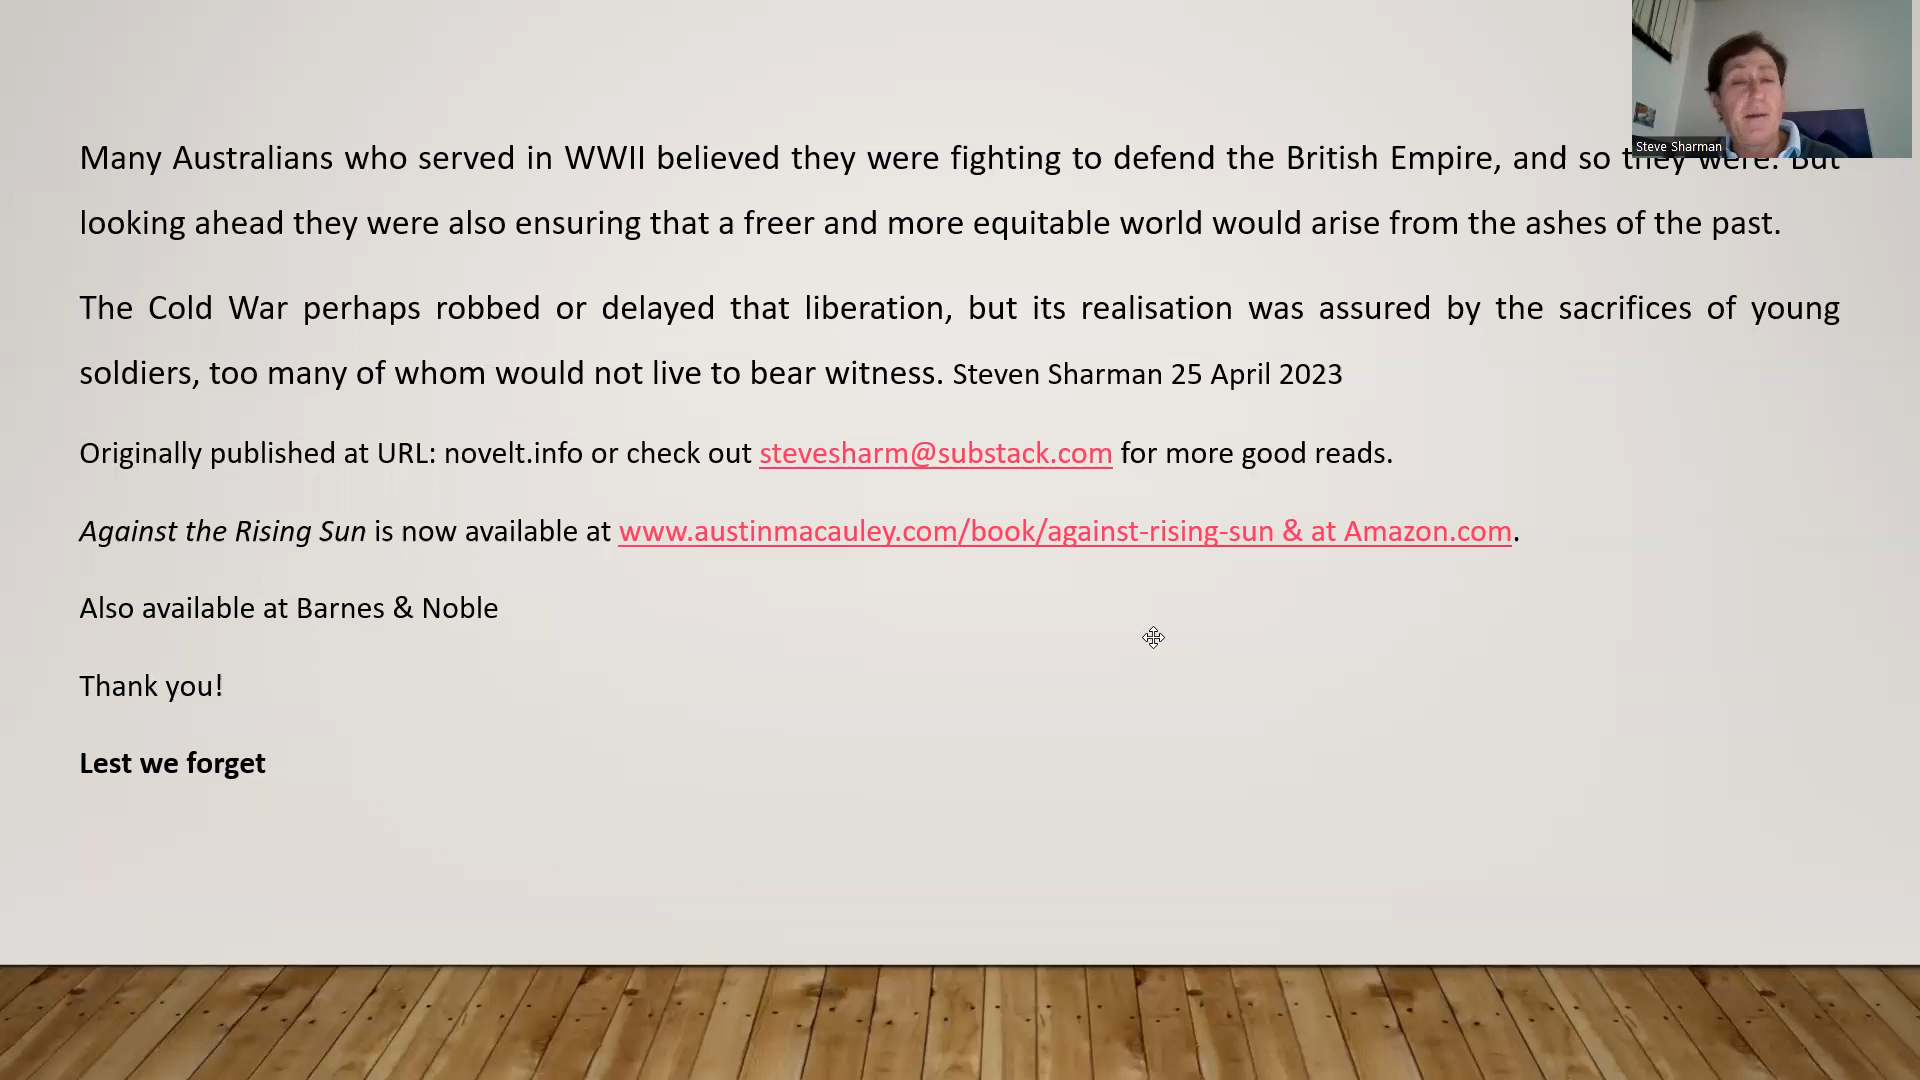 Many Australians who served in WWII believed they were fighting to defend the British Empire, and so they were. But
looking ahead they were also ensuring that a freer and more equitable world would arise from the ashes of the past.
The Cold War perhaps robbed or delayed that liberation, but its realisation was assured by the sacrifices of young
soldiers, too many of whom would not live to bear witness. Steven Sharman 25 April 2023
Originally published at URL: novelt.info or check out stevesharm@substack.com for more good reads.
Against the Rising Sun is now available at www.austinmacauley.com/book/against-rising-sun & at Amazon.com.
Also available at Barnes & Noble
Thank you!
Lest we forget
Steve Sharman